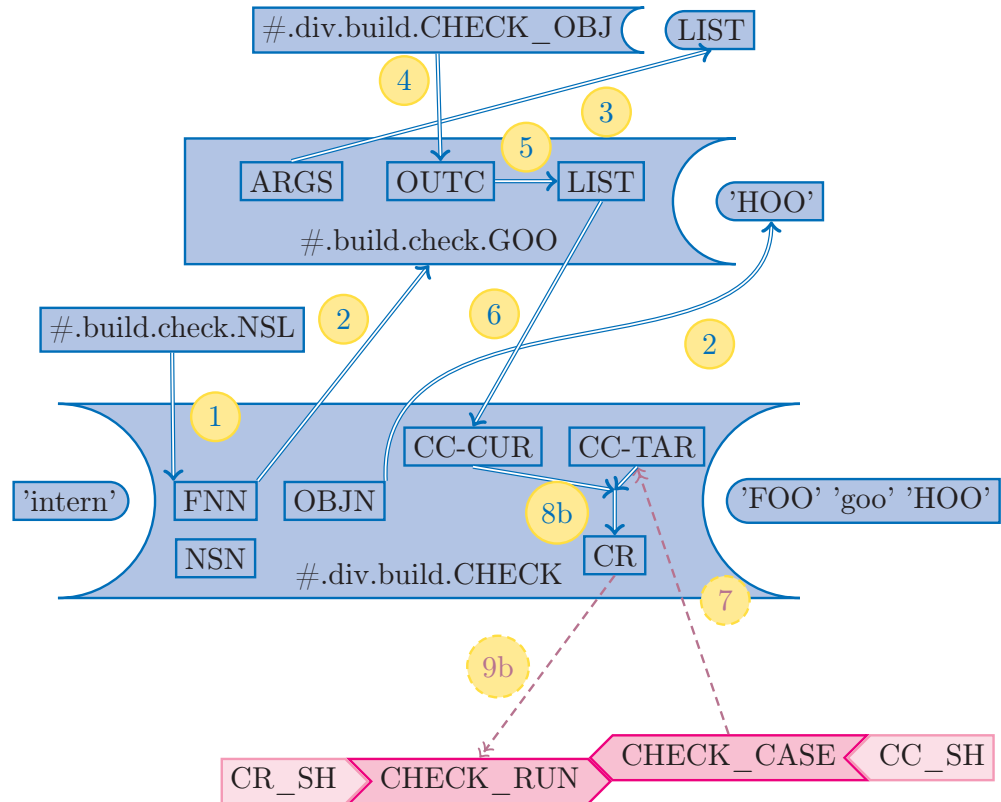 #.div.build.CHECK_OBJ
LIST
4
3
5
ARGS
OUTC
LIST
'HOO'
#.build.check.GOO
2
6
#.build.check.NSL
2
1
CC-CUR
CC-TAR
'intern'
FNN
OBJN
8b
'FOO' 'goo' 'HOO'
NSN
CR
#.div.build.CHECK
7
9b
CHECK_CASE
CC_SH
CR_SH
CHECK_RUN